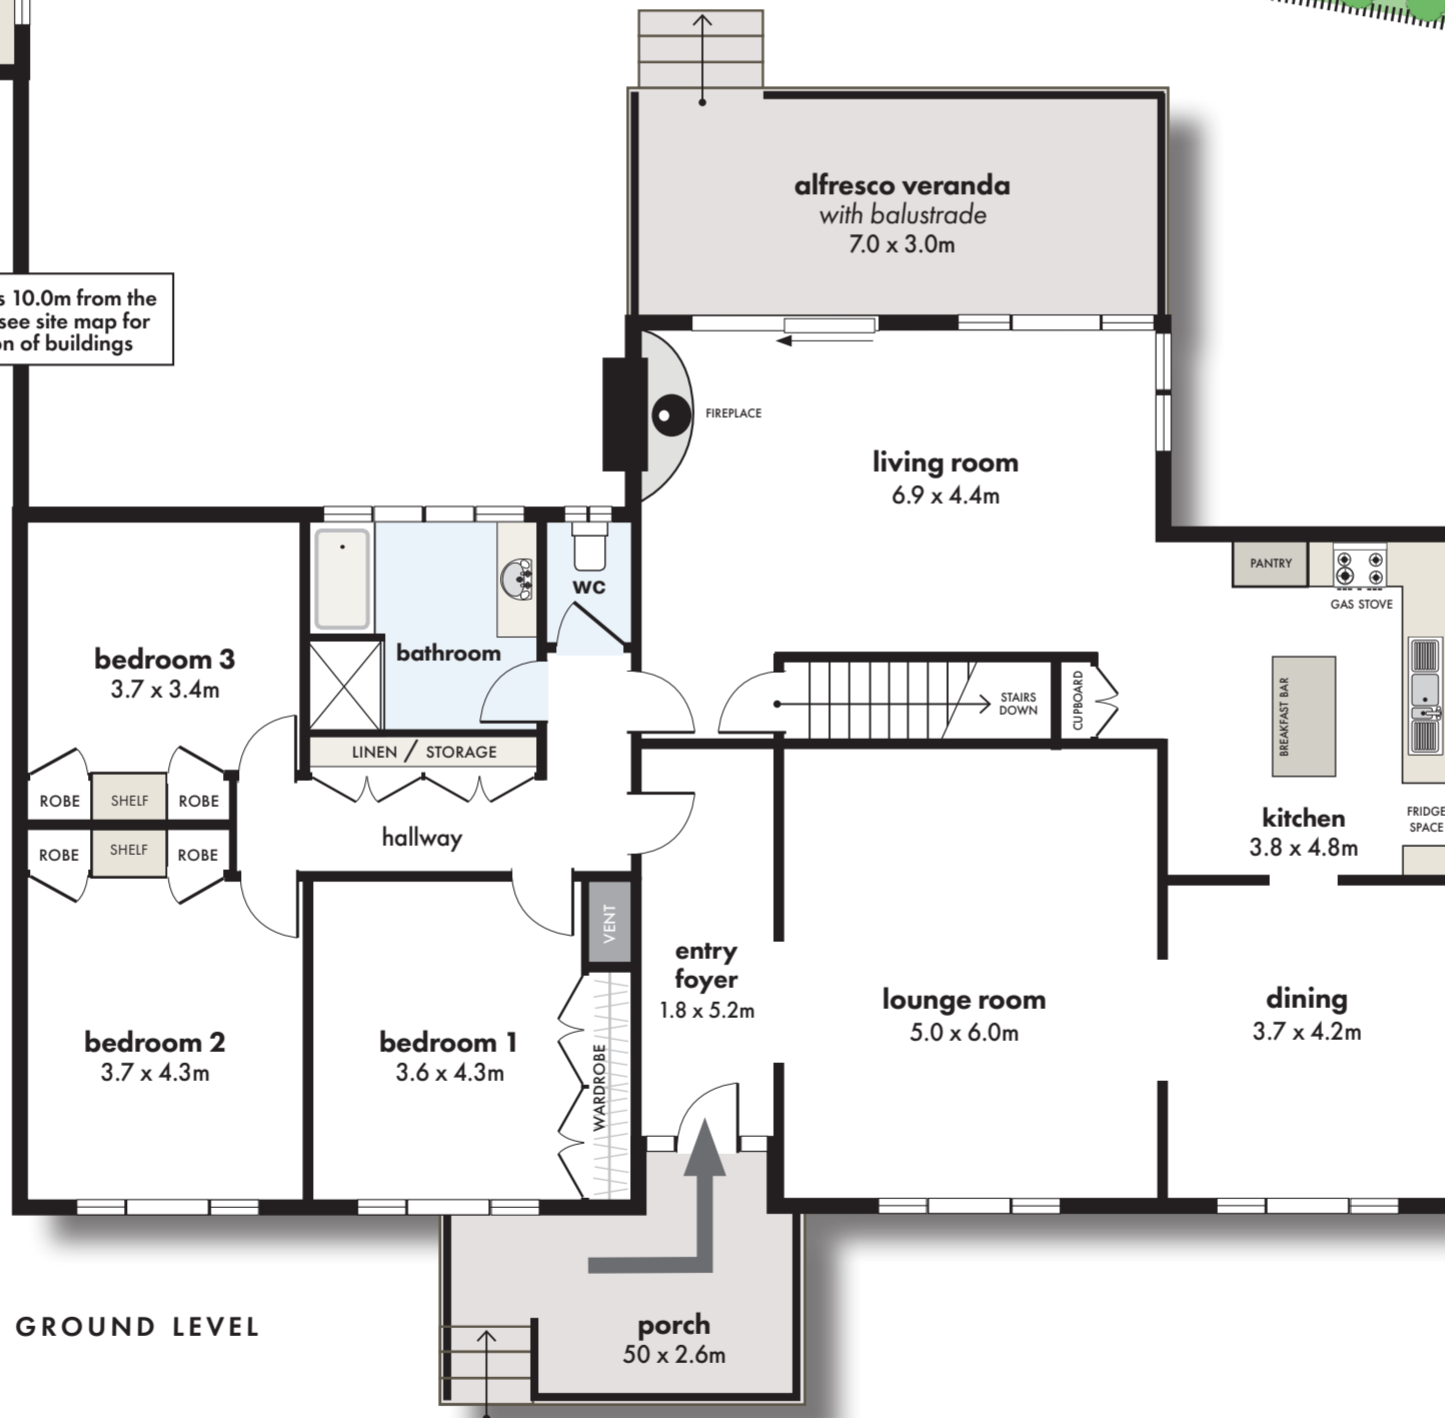 alfresco veranda
with balustrade
7.0 x 3.0m
s 10.0m from the
see site map for
on of buildings
FIREPLACE
living room
6.9 x 4.4m
PANTRY
GAS STOVE
WC
bathroom
bedroom 3
3.7 x 3.4m
STAIRS
DOWN
CUPBOARD
BREAKFAST BAR
LINEN / STORAGE
ROBE
SHELF
ROBE
ROBE
SHELF
ROBE
hallway
kitchen
3.8 x 4.8m
FRIDGE
SPACE
VENT
entry
foyer
1.8 x 5.2m
lounge room
5.0 x 6.0m
dining
3.7 x 4.2m
bedroom 2
3.7 x 4.3m
bedroom 1
3.6 x 4.3m
WARDROBE
GROUND LEVEL
porch
50 x 2.6m